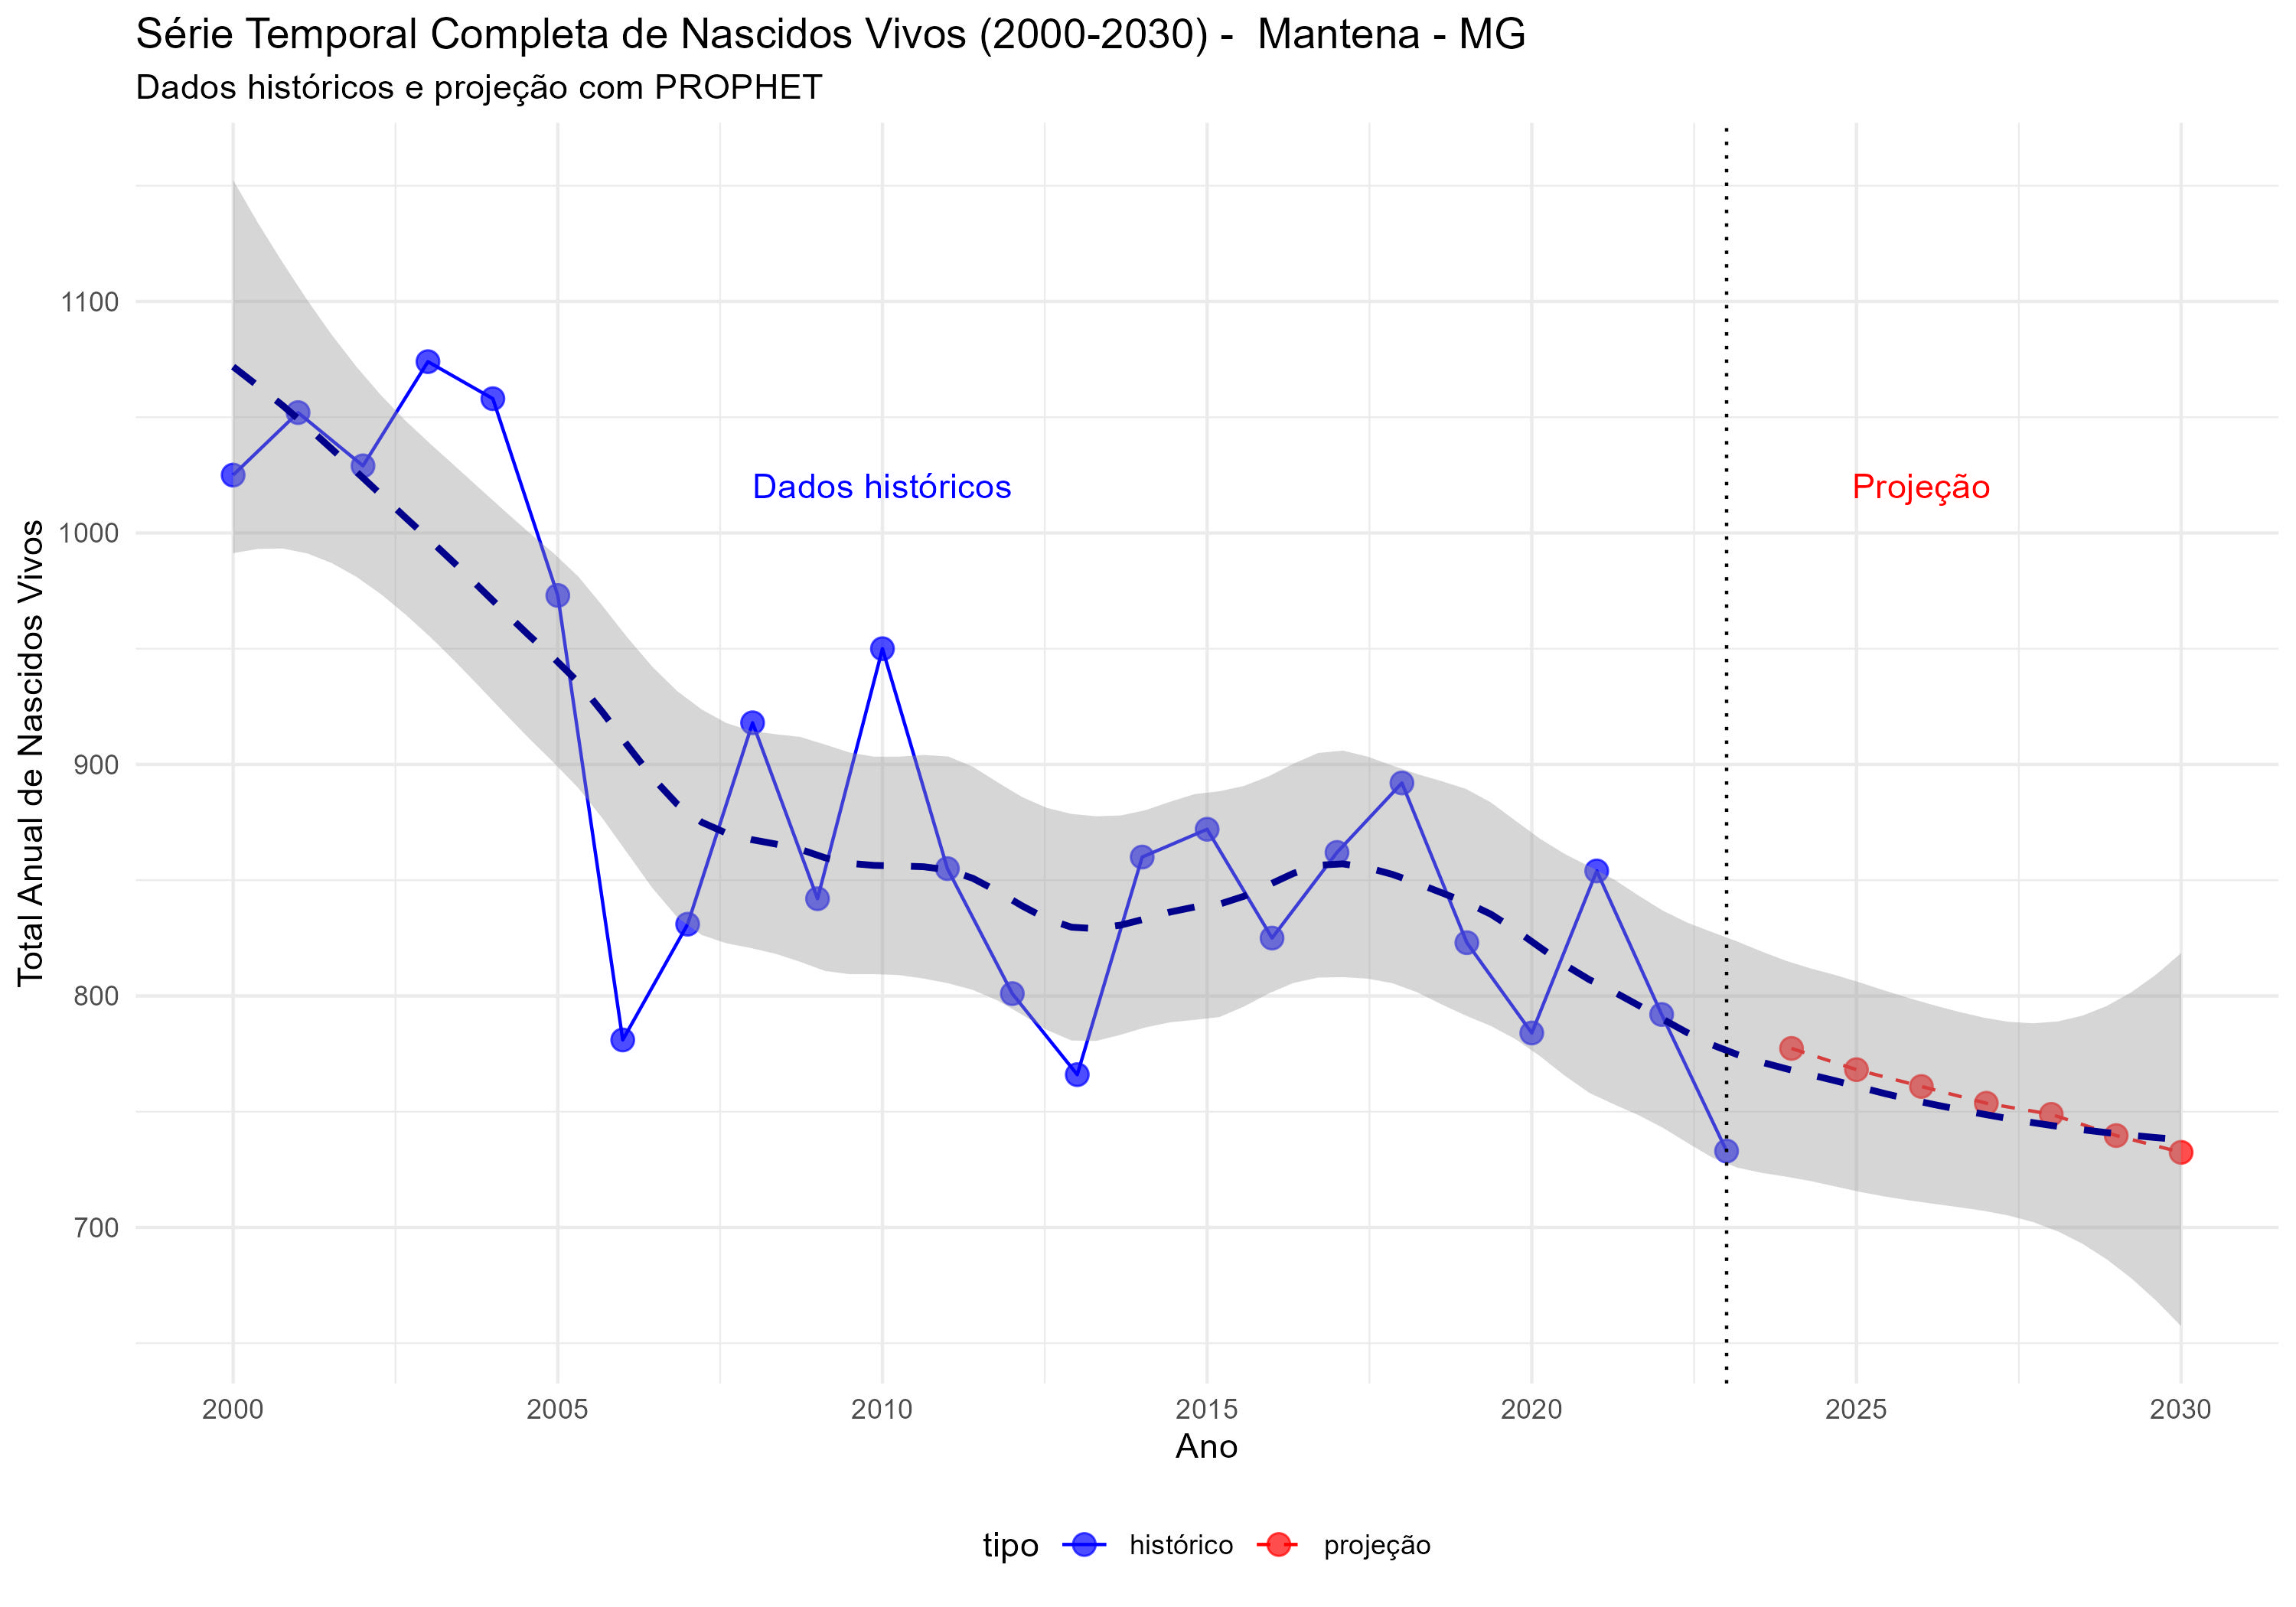 Série Temporal Completa de Nascidos Vivos (2000-2030) -  Mantena - MG
Dados históricos e projeção com PROPHET
Total Anual de Nascidos Vivos
1100
1000
900
800
700
Dados históricos
Projeção
2000 2005 2010 2015 2020 2025 2030
Ano
tipo histórico projeção